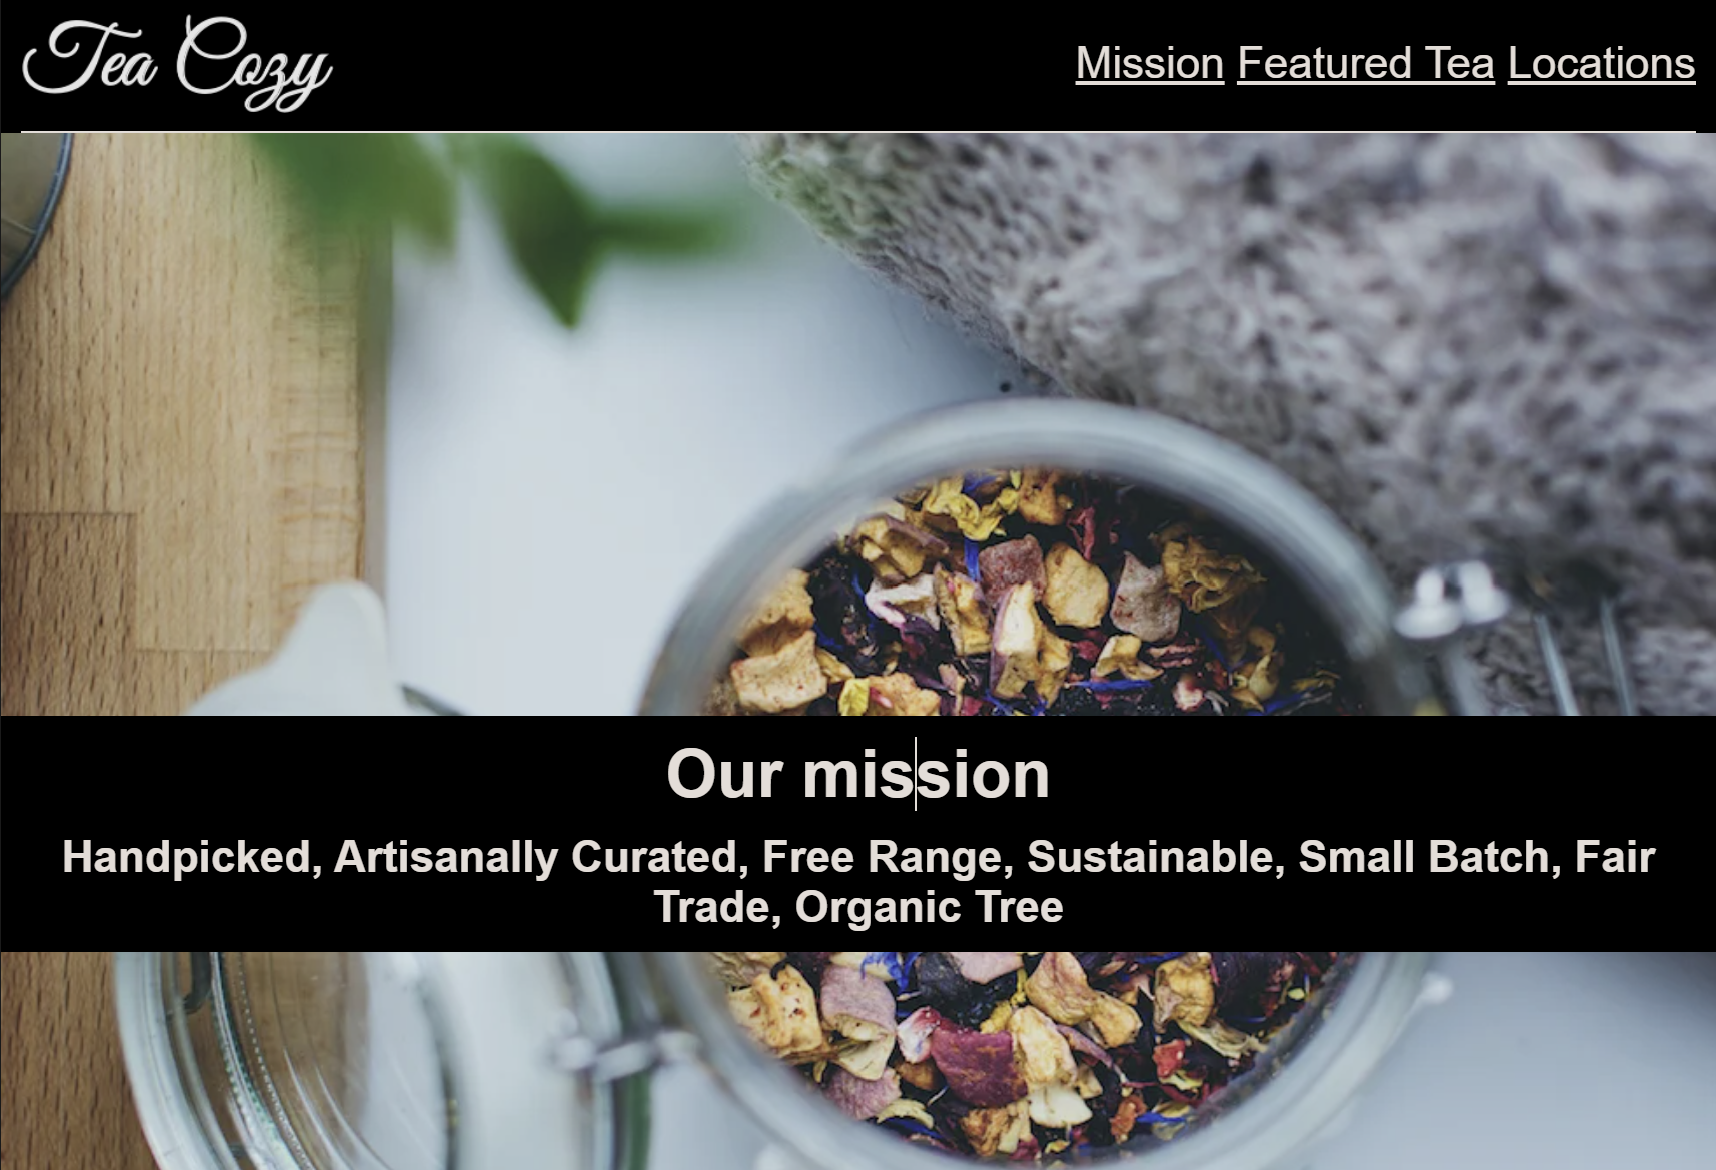 Tea Cozy
Mission Featured Tea Locations
Our mission
Handpicked, Artisanally Curated, Free Range, Sustainable, Small Batch, Fair
Trade, Organic Tree